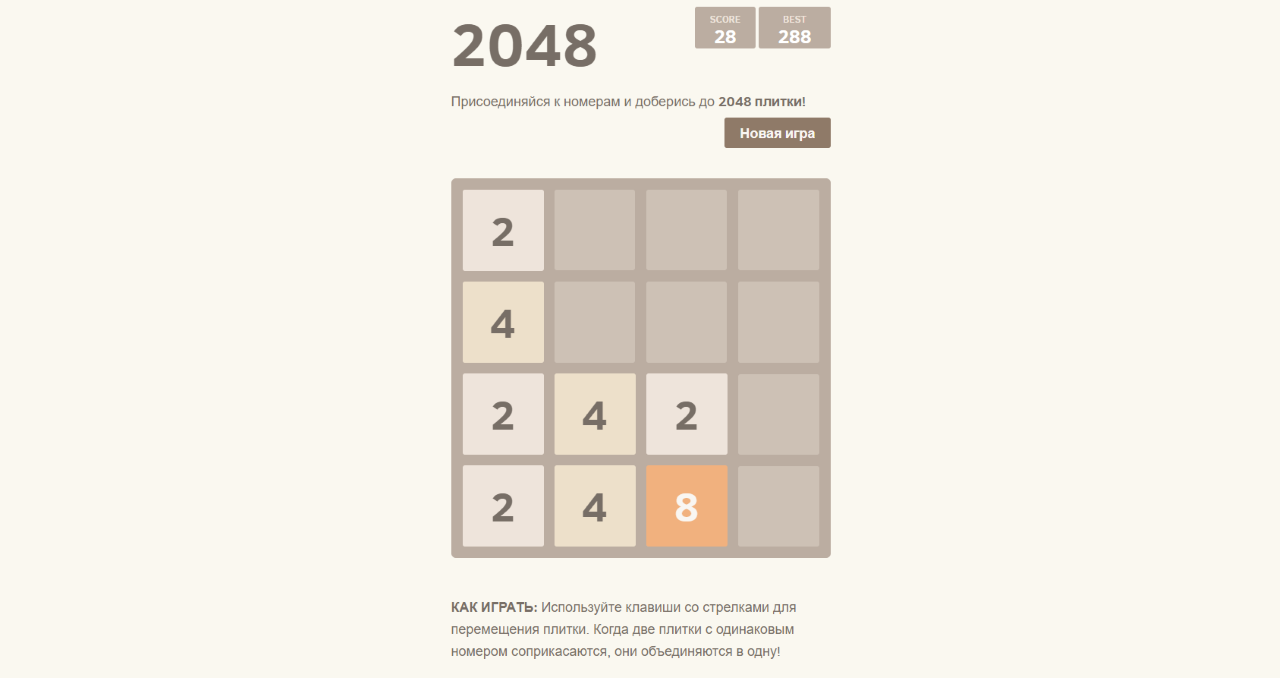 2048
SCORE
28
BEST
288
Присоединяйся к номерам и доберись до 2048 плитки!
Новая игра
2
4
2 4 2
2 4 8
КАК ИГРАТЬ: Используйте клавиши со стрелками для
перемещения плитки. Когда две плитки с одинаковым
номером соприкасаются, они объединяются в одну!